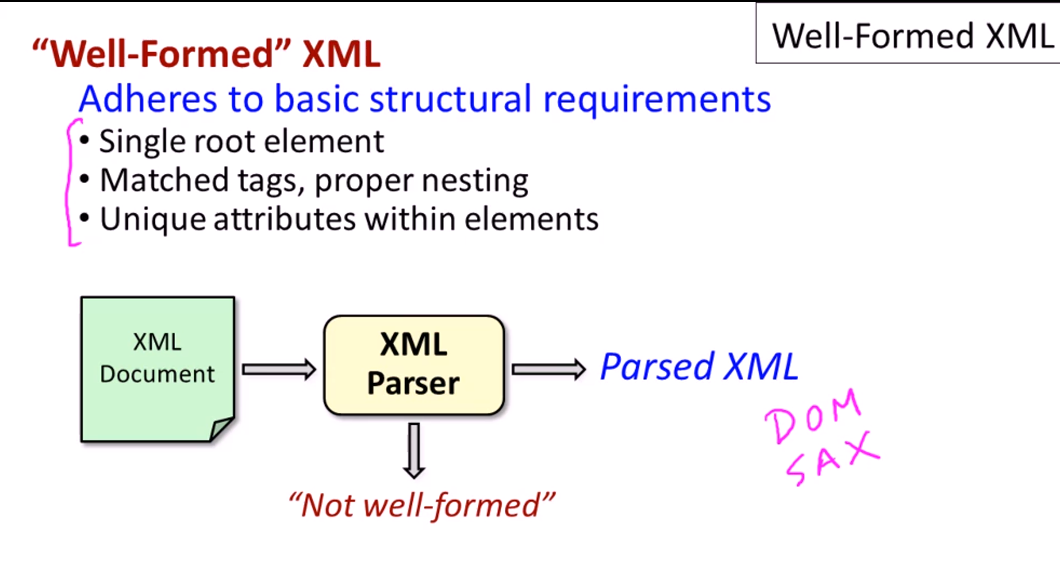 Well-Formed XML
“Well-Formed” XML
Adheres to basic structural requirements
• Single root element
• Matched tags, proper nesting
• Unique attributes within elements
XML
Document
XML
Parser
Parsed XML
DOM
SAX
“Not well-formed”